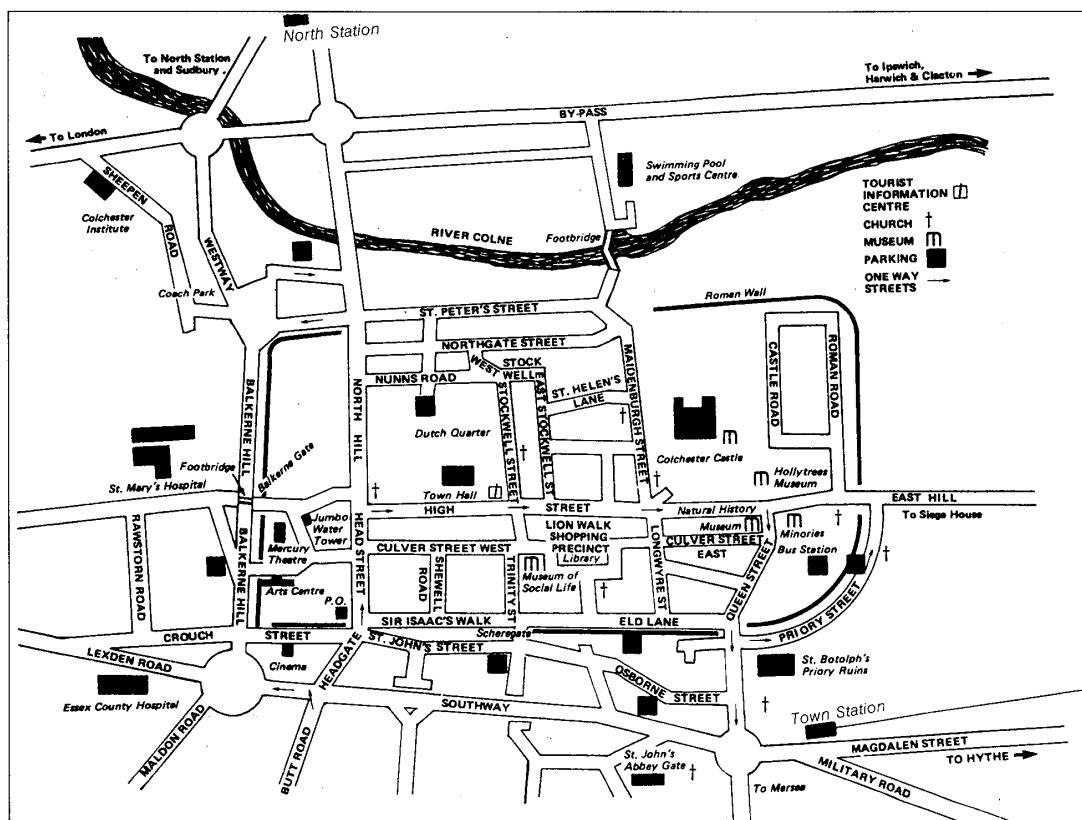 North Station
To North Station
and Sudbury
To Ipswich,
Harwich & Clacton
To London
BY-PASS
SHEEPEN
ROAD
Colchester
Institute
WESTWAY
Coach Park
Swimming Pool
and Sports Centre
RIVER COLNE
Footbridge
TOURIST
INFORMATION
CENTRE
CHURCH
MUSEUM
PARKING
ONE WAY
STREETS
Roman Wall
ST. PETER'S STREET
NORTHGATE STREET
NUNNS ROAD
WEST
STOCKWELL STREET
STOCK
WELL
EAST STOCKWELL ST
ST. HELEN'S
LANE
MAIDENBURGH STREET
CASTLE ROAD
ROMAN ROAD
BALKERNE HILL
NORTH HILL
Dutch Quarter
Colchester Castle
St. Mary's Hospital
Footbridge
Balkerne Gate
Hollytrees
Museum
Town Hall
HIGH
STREET
Natural History
Museum
EAST HILL
To Siege House
Jumbo
Water
Tower
Mercury
Theatre
HEAD STREET
CULVER STREET WEST
LION WALK
SHOPPING
PRECINCT
Library
CULVER STREET
EAST
Minories
Bus Station
RAWSTORN ROAD
BALKERNE HILL
Arts Centre
P.O.
SHEWELL
ROAD
TRINITY ST
Museum of
Social Life
LONGWYRE ST
QUEEN STREET
PRIORY STREET
SIR ISAAC'S WALK
ELD LANE
Scheregate
CROUCH
STREET
ST. JOHN'S STREET
LEXDEN ROAD
Cinema
HEADGATE
OSBORNE
STREET
St. Botolph's
Priory Ruins
Essex County Hospital
SOUTHWAY
Town Station
MALDON ROAD
BUTT ROAD
St. John's
Abbey Gate
MAGDALEN STREET
TO HYTHE
MILITARY ROAD
To Mersea